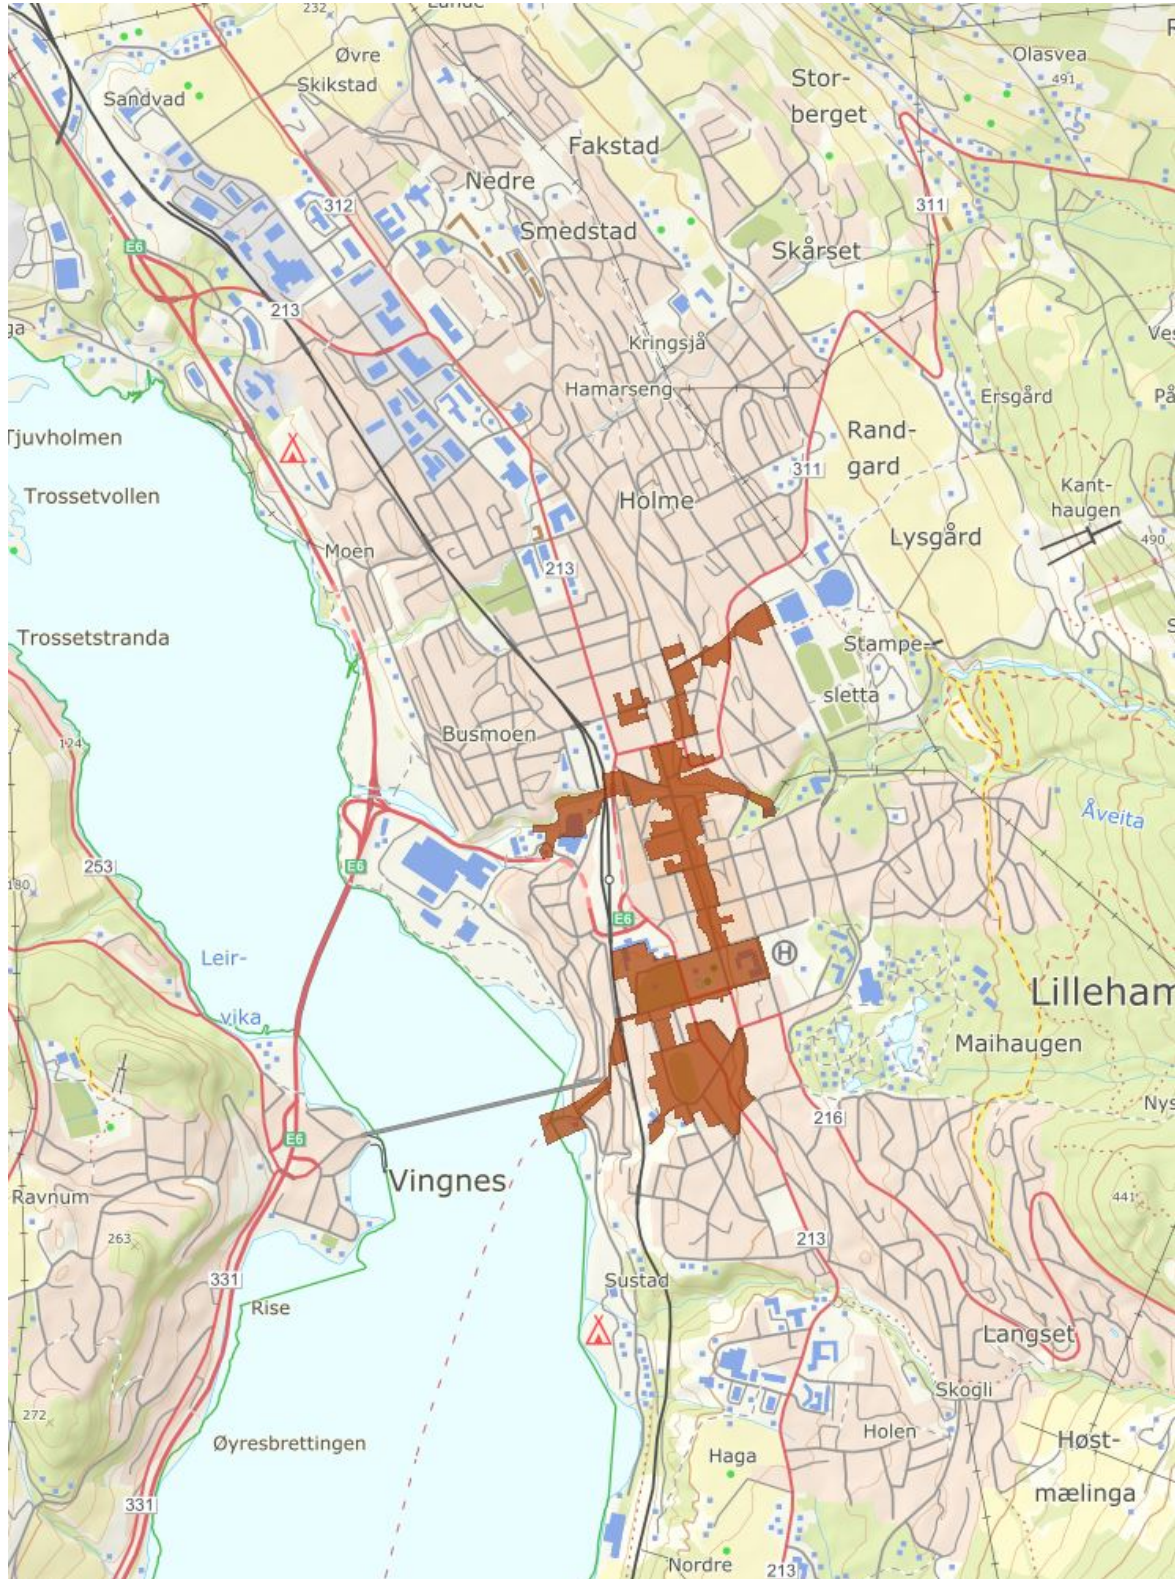 232
Øvre
Skikstad
Sandvad
Olasvea
491
Stor-
berget
Fakstad
Nedre
Smedstad
312
311
Skårset
E6
213
Kringsjå
Hamarseng
Ersgård
Tjuvholmen
Rand-
gard
311
Trossetvollen
Kant-
haugen
Holme
Lysgård
490
Moen
213
Trossetstranda
Stampe-
sletta
124
Busmoen
Åveita
253
E6
180
E6
Leir-
vika
H
Lilleham
Maihaugen
Nys
216
E6
Vingnes
Ravnum
441
263
213
331
Sustad
Rise
Langset
Skogli
272
Holen
Øyresbrettingen
Haga
Høst-
mælinga
331
Nordre
213